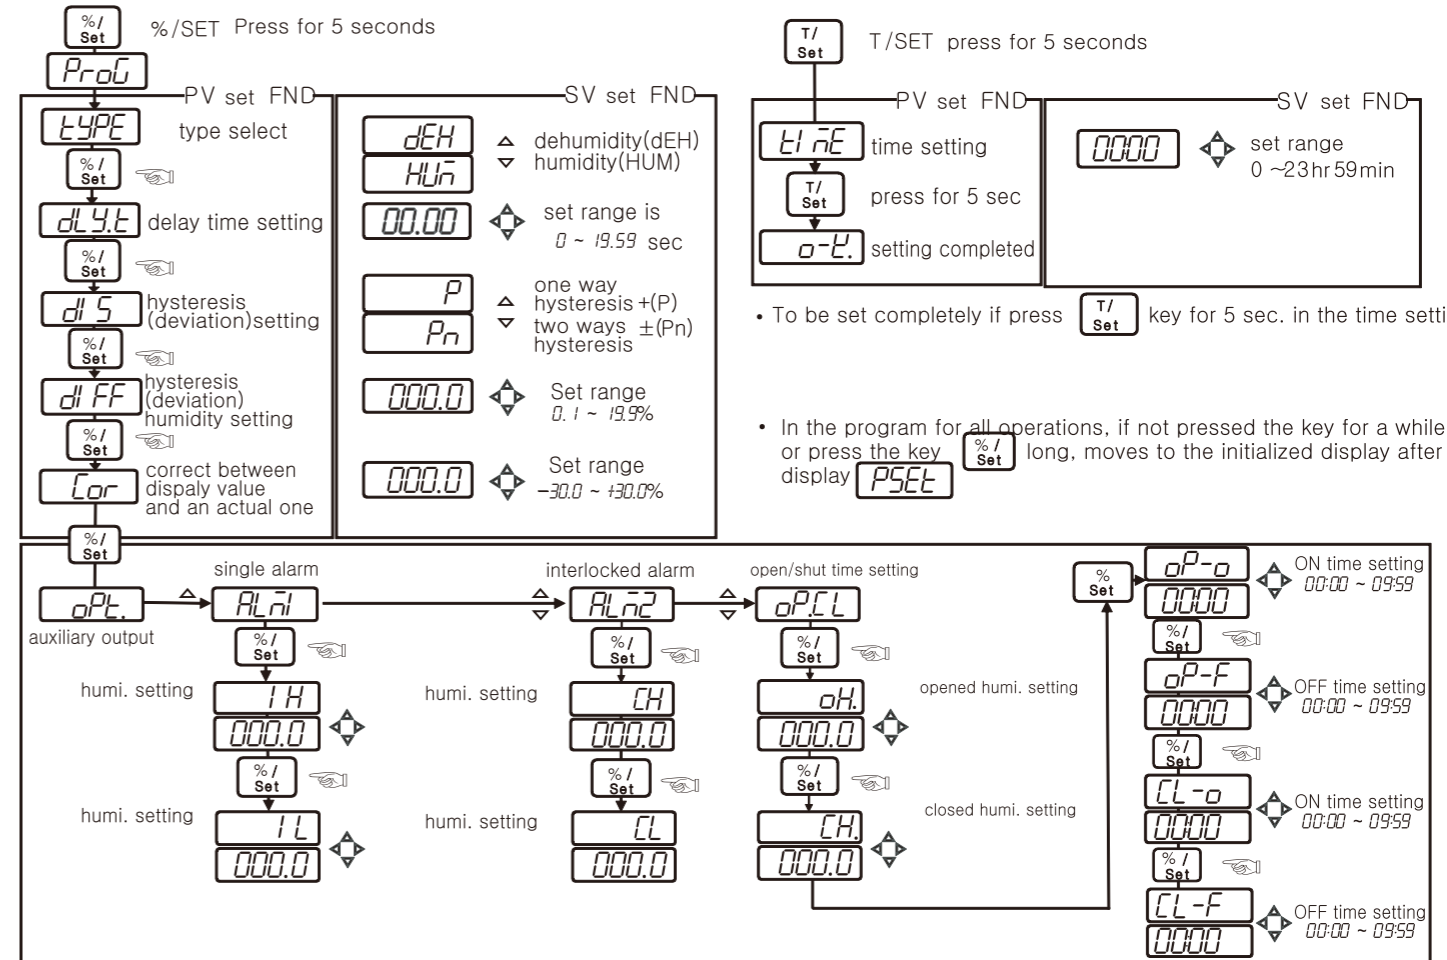 %/
Set
%/SET Press for 5 seconds
ProG
PV set FND
SV set FND
tYPE
type select
dEH
HUM
dehumidity(dEH)
humidity(HUM)
%/
Set
dLY.t
delay time setting
00.00
set range is
0 ~ 19.59 sec
%/
Set
dIS
hysteresis
(deviation)setting
P
Pn
one way
hysteresis +(P)
two ways ±(Pn)
hysteresis
%/
Set
dIFF
hysteresis
(deviation)
humidity setting
000.0
Set range
0.1 ~ 19.9%
%/
Set
Cor
correct between
dispaly value
and an actual one
000.0
Set range
-30.0 ~ +30.0%
T/
Set
T/SET press for 5 seconds
PV set FND
SV set FND
tIME
time setting
0000
set range
0 ~23hr59min
T/
Set
press for 5 sec
o-k.
setting completed
• To be set completely if press T/ Set key for 5 sec. in the time setti
• In the program for all operations, if not pressed the key for a while
or press the key %/ Set long, moves to the initialized display after
display PSEt
%/
Set
oPt.
auxiliary output
single alarm
ALM1
%/
Set
humi. setting
1H
000.0
%/
Set
humi. setting
1L
000.0
interlocked alarm
ALM2
%/
Set
humi. setting
CH
000.0
%/
Set
humi. setting
CL
000.0
open/shut time setting
oP.CL
%/
Set
oH.
opened humi. setting
000.0
%/
Set
CH.
closed humi. setting
000.0
%
Set
oP-o
0000
ON time setting
00:00 ~ 09:59
%/
Set
oP-F
0000
OFF time setting
00:00 ~ 09:59
%/
Set
CL-o
0000
ON time setting
00:00 ~ 09:59
%/
Set
CL-F
0000
OFF time setting
00:00 ~ 09:59